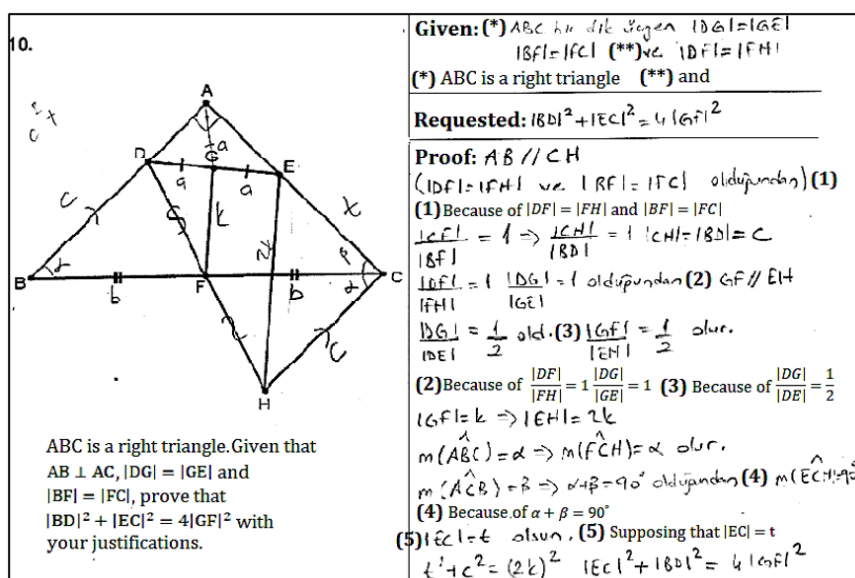 10.
A
D
G
E
a
a
a
c
k
x
2k
B
α
b
F
b
β
α
C
c
H
ABC is a right triangle.Given that
AB ⊥ AC, |DG| = |GE| and
|BF| = |FC|, prove that
|BD|² + |EC|² = 4|GF|² with
your justifications.
Given: (*) ABC bir dik üçgen |DG|=|GE|
|BF|=|FC| (**) ve |DF|=|FH|
(*) ABC is a right triangle (**) and
Requested: |BD|²+|EC|²=4|GF|²
Proof: AB // CH
(|DF|=|FH| ve |BF|=|FC| olduğundan) (1)
(1) Because of |DF| = |FH| and |BF| = |FC|
|CF|/|BF| = 1 ⇒ |CH|/|BD| = 1 |CH|=|BD|=c
|DF|/|FH| = 1 |DG|/|GE| = 1 olduğundan (2) GF // EH
|DG|/|DE| = 1/2 old. (3) |GF|/|EH| = 1/2 olur.
(2)Because of |DF|/|FH| = 1 |DG|/|GE| = 1 (3) Because of |DG|/|DE| = 1/2
|GF|=k ⇒ |EH|=2k
m(ABC)=α ⇒ m(FCH)=α olur.
m(ACB)=β ⇒ α+β=90° olduğundan (4) m(ECH)=90°
(4) Because of α + β = 90°
(5) |EC|=t olsun. (5) Supposing that |EC| = t
t²+c²=(2k)² |EC|²+|BD|²=4|GF|²